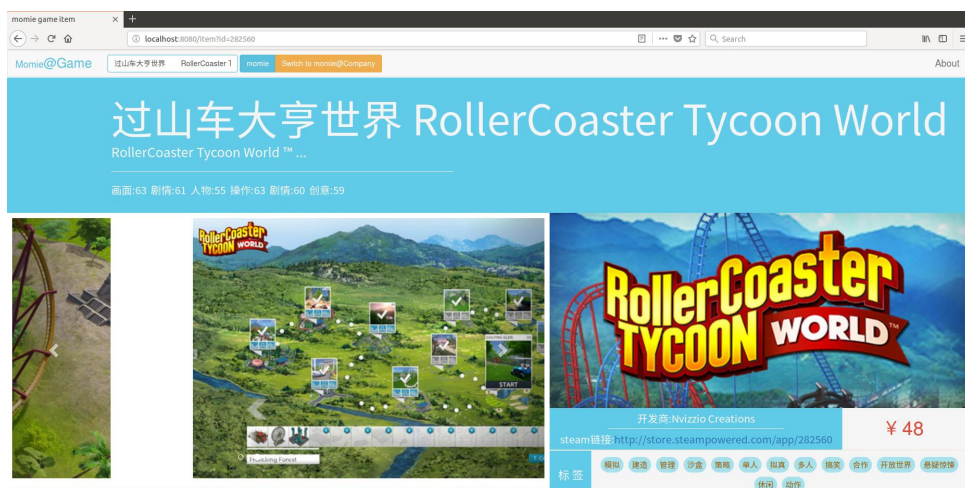 momie game item
localhost:8080/item?id=282560
Search
Momie@Game
过山车大亨世界 RollerCoaster T
momie
Switch to momie@Company
About
过山车大亨世界 RollerCoaster Tycoon World
RollerCoaster Tycoon World ™ ...
画面:63 剧情:61 人物:55 操作:63 剧情:60 创意:59
RollerCoaster
TYCOON WORLD
START
RollerCoaster
TYCOON WORLD™
开发商:Nvizzio Creations
steam链接:http://store.steampowered.com/app/282560
¥ 48
标签
模拟 建造 管理 沙盒 策略 单人 拟真 多人 搞笑 合作 开放世界 悬疑惊悚
休闲 动作